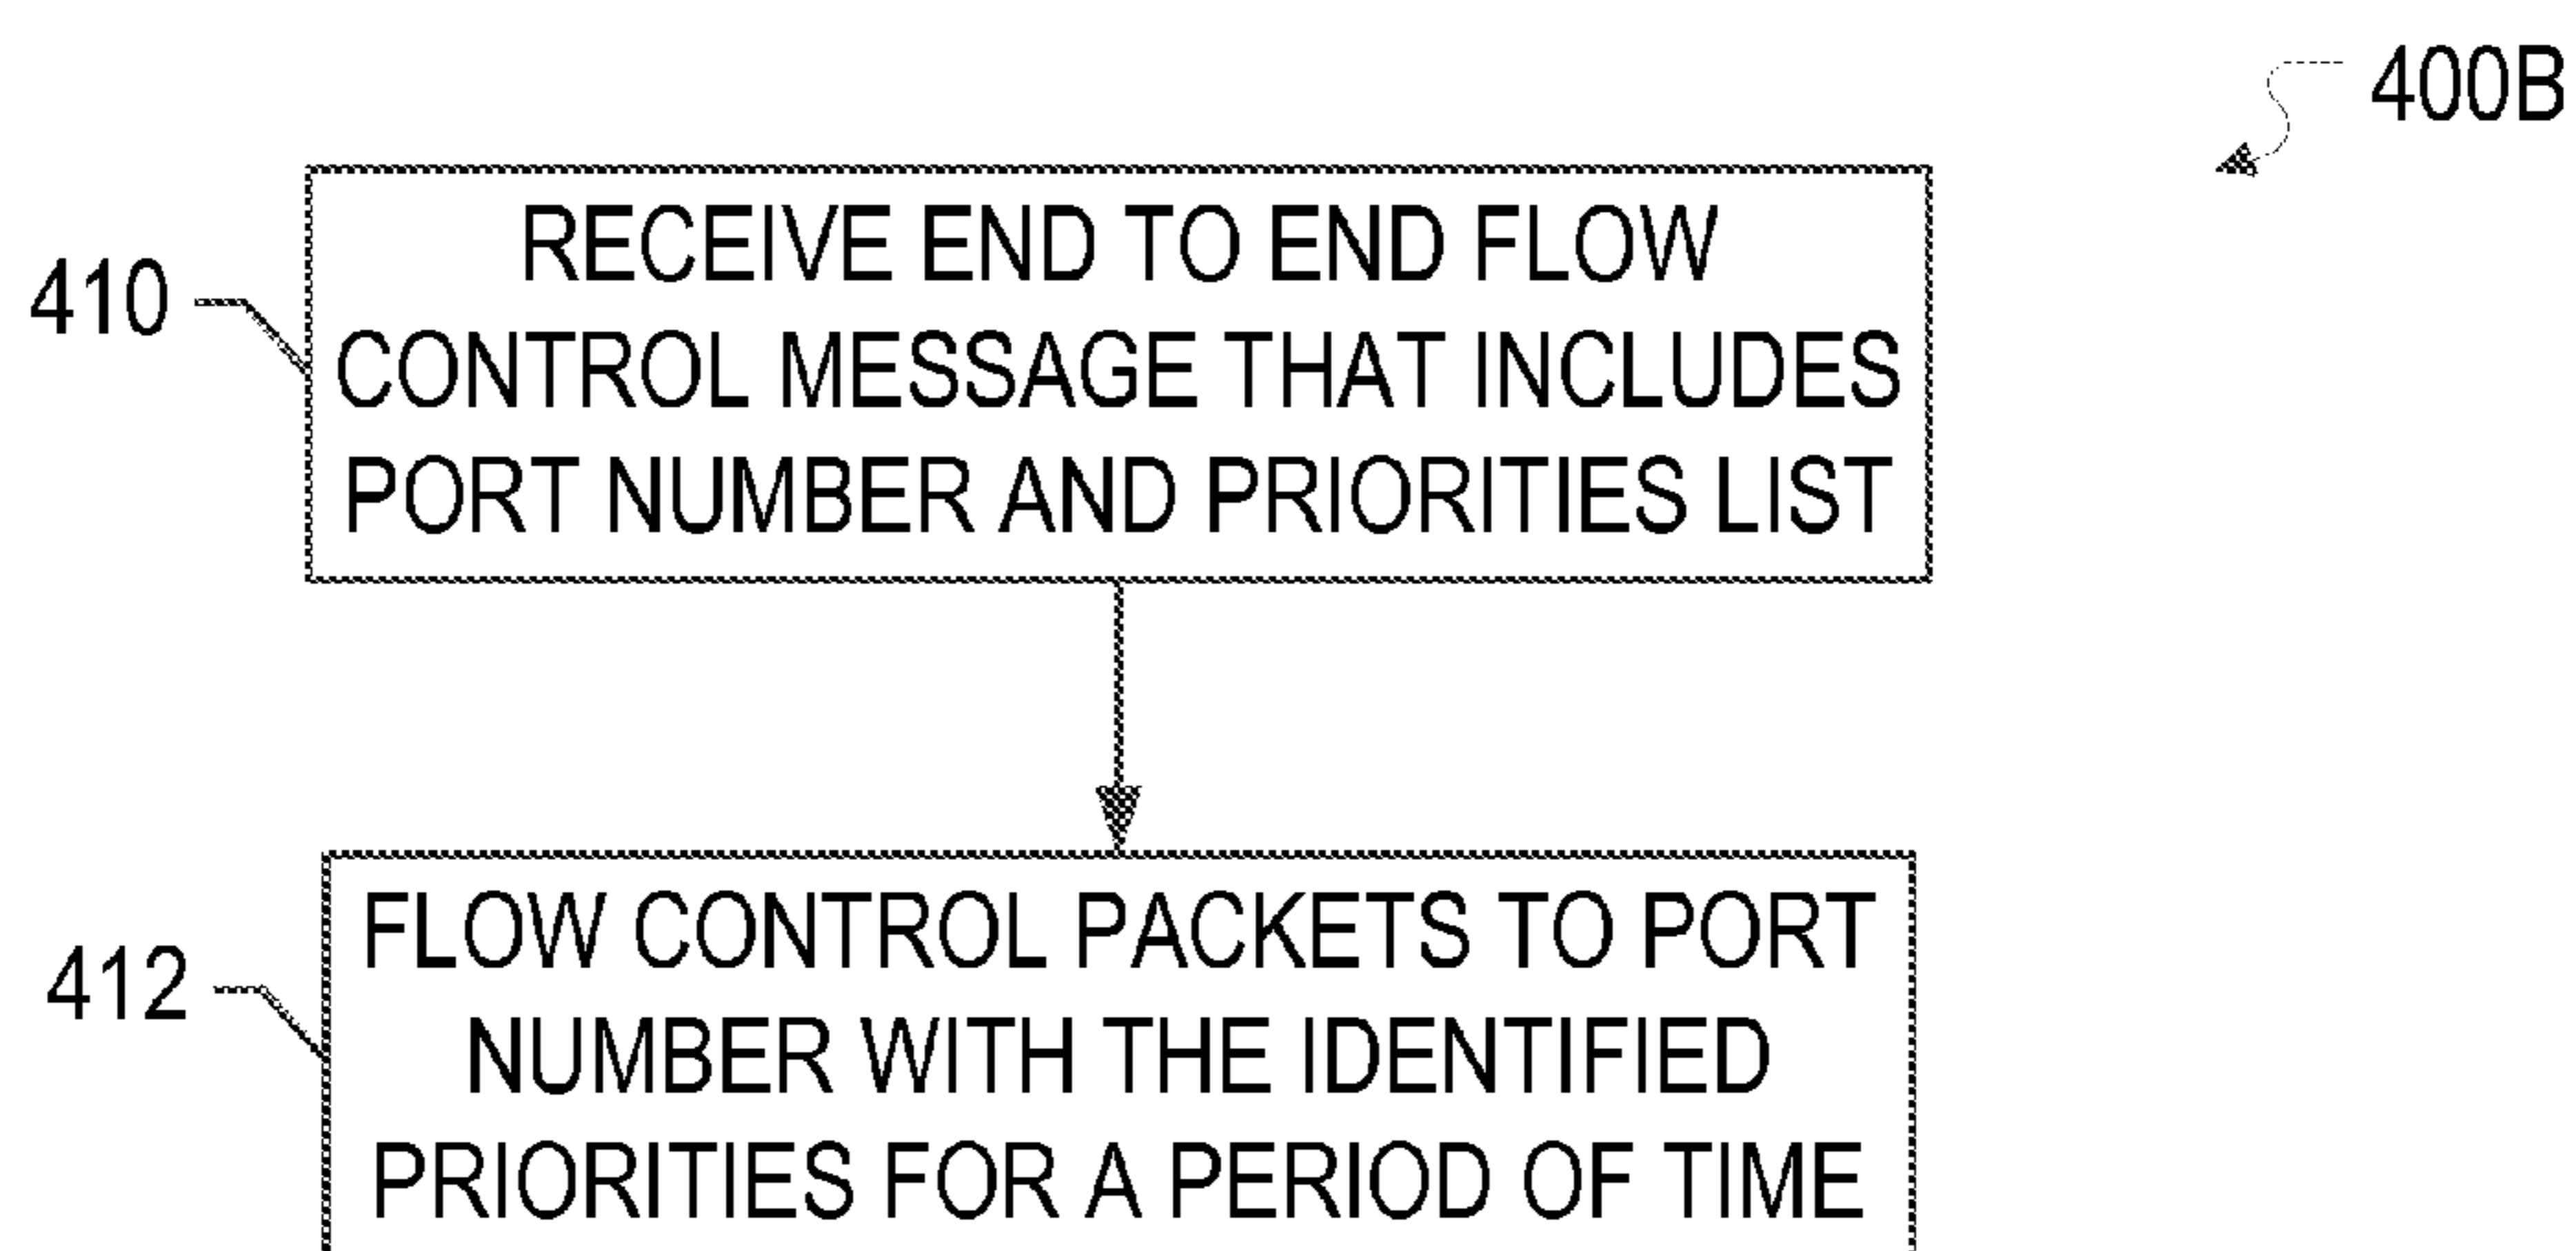 400B
410
RECEIVE END TO END FLOW
CONTROL MESSAGE THAT INCLUDES
PORT NUMBER AND PRIORITIES LIST
412
FLOW CONTROL PACKETS TO PORT
NUMBER WITH THE IDENTIFIED
PRIORITIES FOR A PERIOD OF TIME